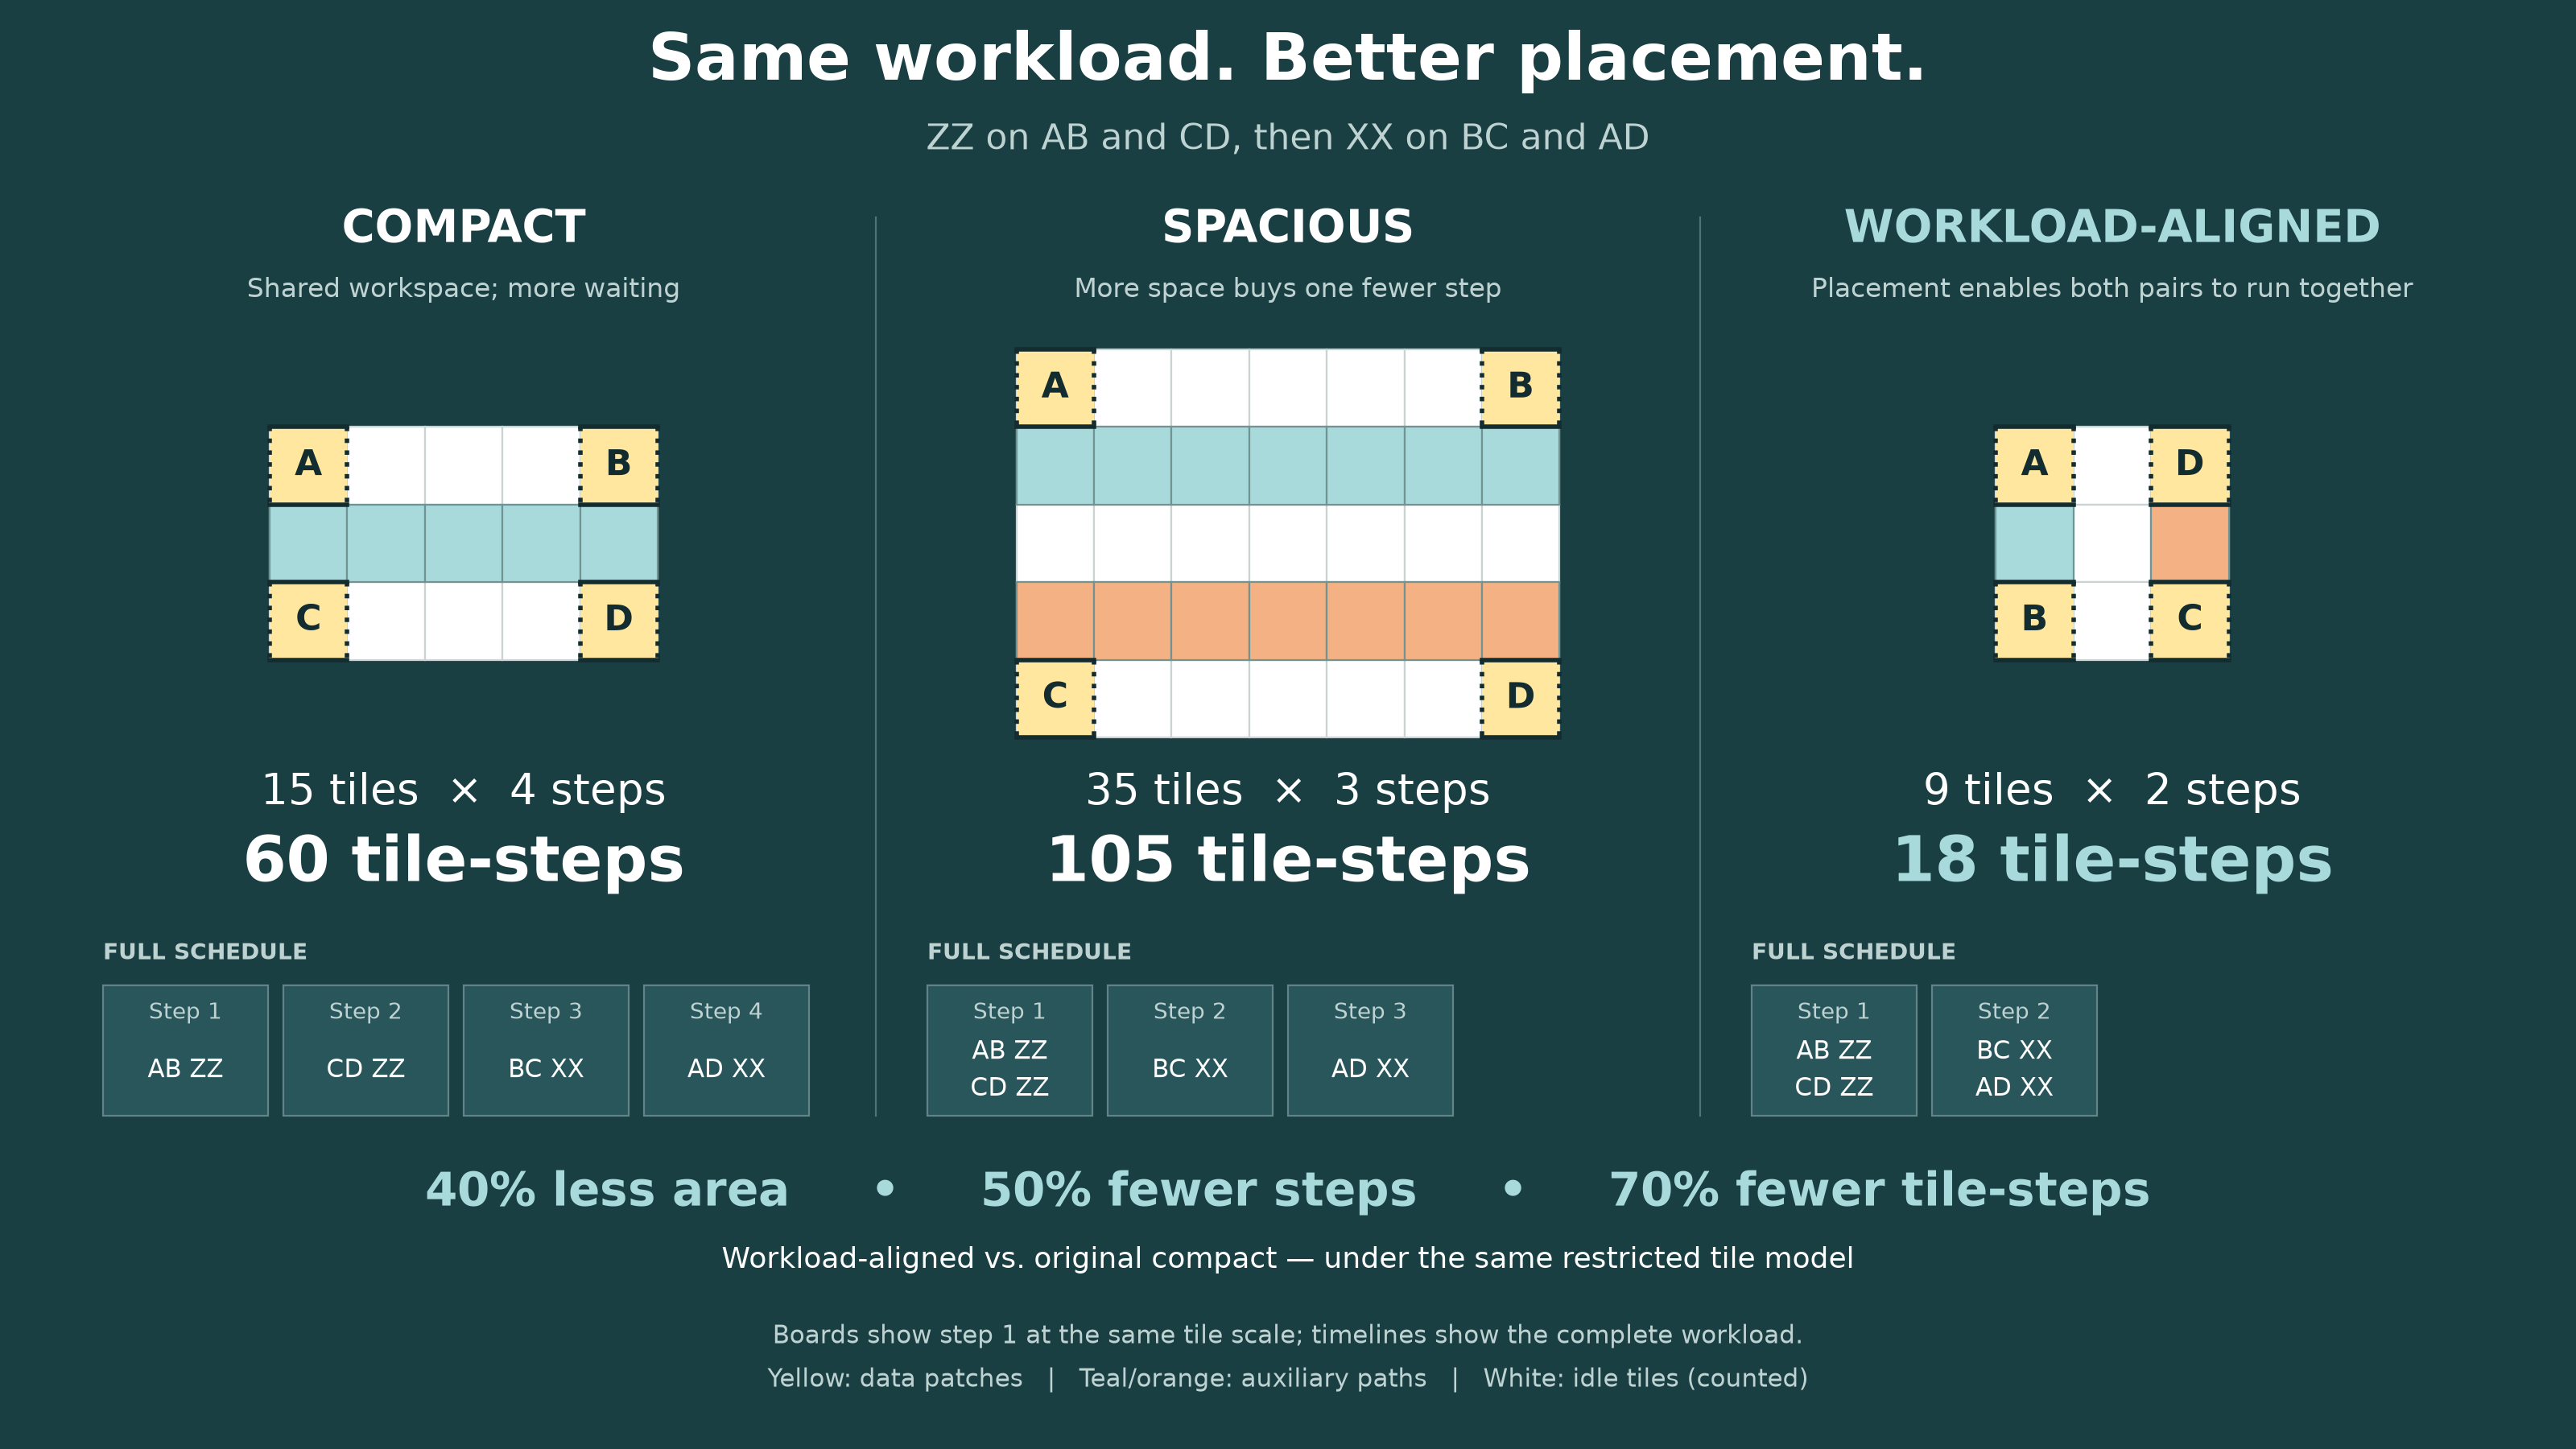 Same workload. Better placement.
ZZ on AB and CD, then XX on BC and AD
COMPACT
Shared workspace; more waiting
A
B
C
D
15 tiles × 4 steps
60 tile-steps
FULL SCHEDULE
Step 1
AB ZZ
Step 2
CD ZZ
Step 3
BC XX
Step 4
AD XX
SPACIOUS
More space buys one fewer step
A
B
C
D
35 tiles × 3 steps
105 tile-steps
FULL SCHEDULE
Step 1
AB ZZ
CD ZZ
Step 2
BC XX
Step 3
AD XX
WORKLOAD-ALIGNED
Placement enables both pairs to run together
A
D
B
C
9 tiles × 2 steps
18 tile-steps
FULL SCHEDULE
Step 1
AB ZZ
CD ZZ
Step 2
BC XX
AD XX
40% less area • 50% fewer steps • 70% fewer tile-steps
Workload-aligned vs. original compact — under the same restricted tile model
Boards show step 1 at the same tile scale; timelines show the complete workload.
Yellow: data patches | Teal/orange: auxiliary paths | White: idle tiles (counted)